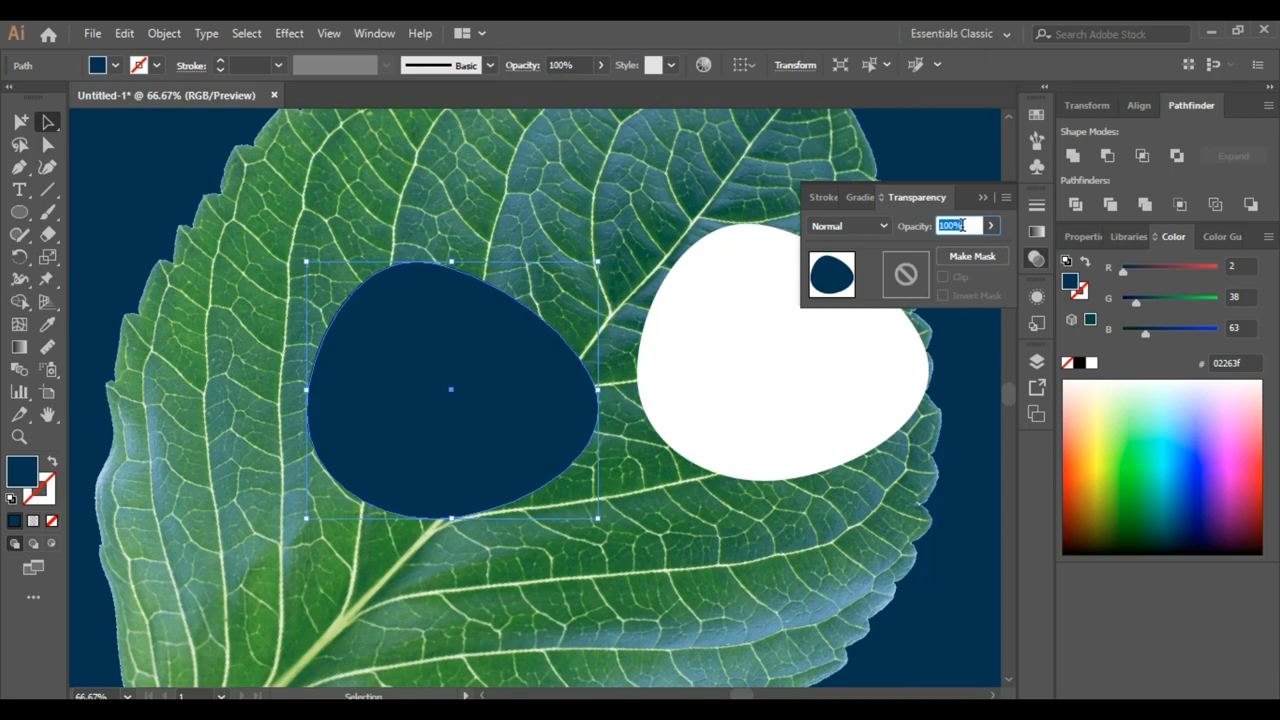 Ai File Edit Object Type Select Effect View Window Help Essentials Classic Search Adobe Stock
Path Stroke: Basic Opacity: 100% Style: Transform
Untitled-1* @ 66.67% (RGB/Preview) ×
Transform Align Pathfinder
Shape Modes:
Expand
Pathfinders:
Stroke Gradie Transparency
Normal Opacity: 100%
Make Mask
Clip
Invert Mask
Properti Libraries Color Color Gu
R 2
G 38
B 63
# 02263f
66.67% 1 Selection